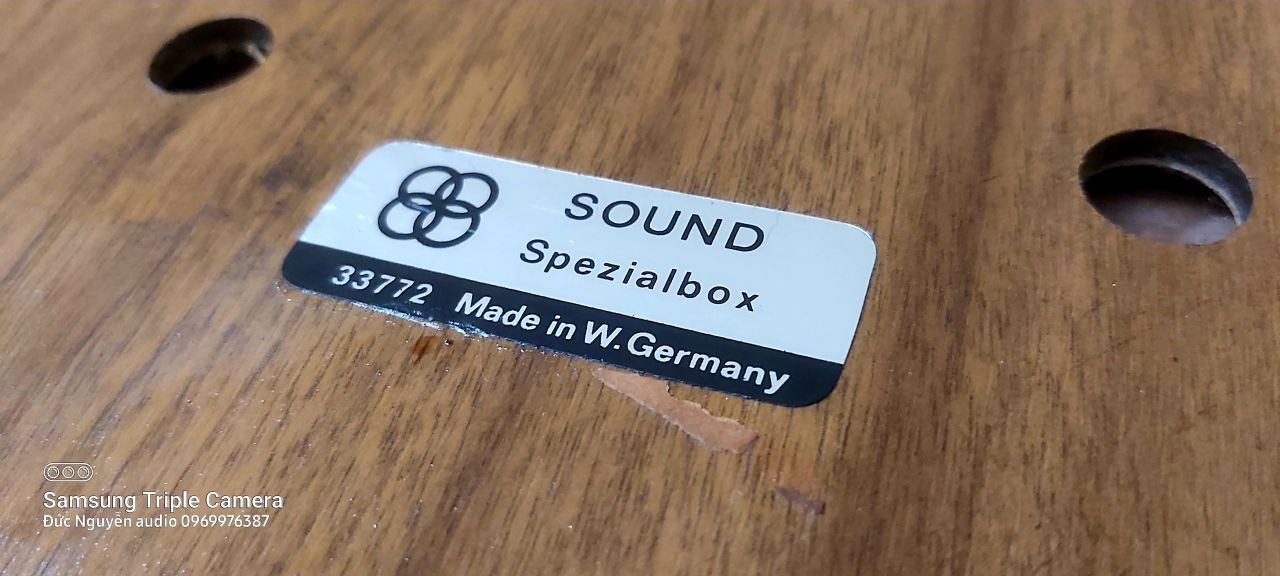 SOUND
Spezialbox
33772 Made in W.Germany
Samsung Triple Camera
Đức Nguyễn audio 0969976387